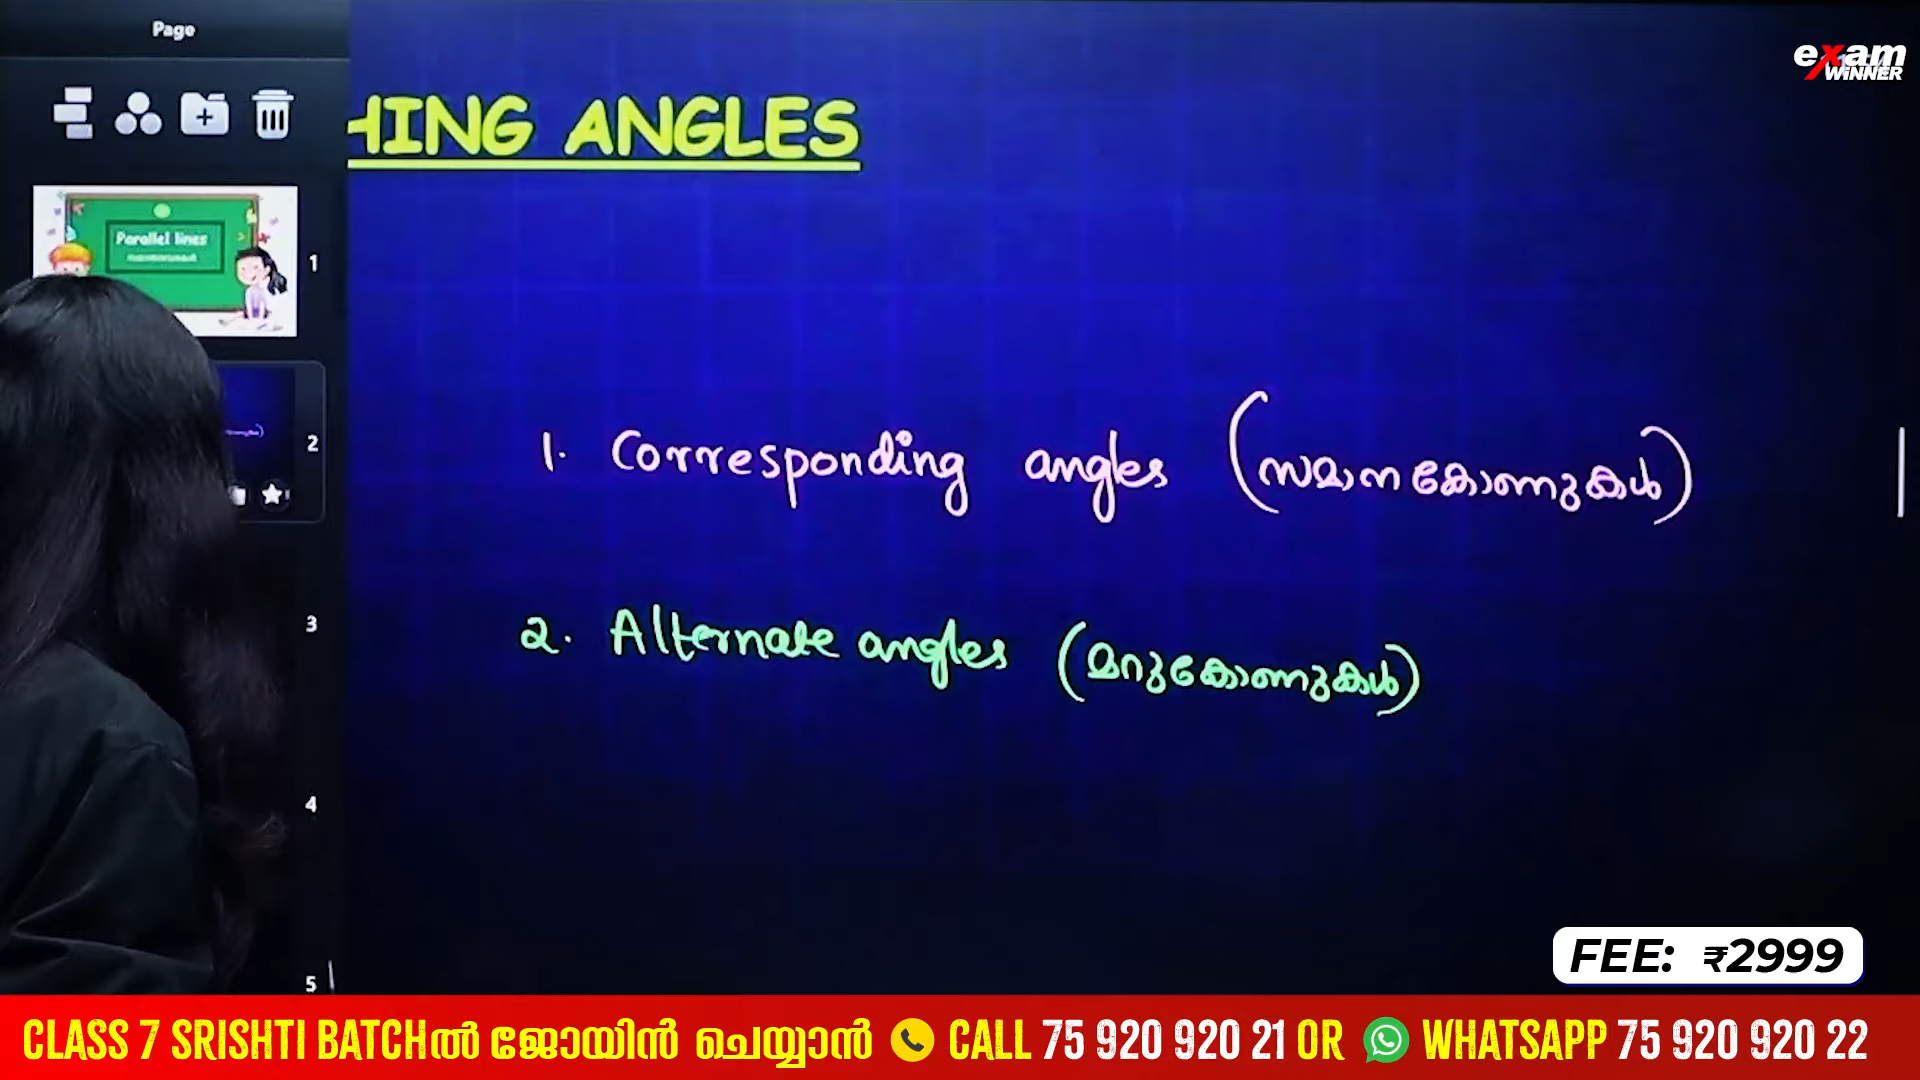 Page
exam
WINNER
HING ANGLES
Parallel lines
1
2
1. Corresponding angles (സമാന കോണുകൾ)
3
2. Alternate angles (മറുകോണുകൾ)
4
5
FEE: ₹2999
CLASS 7 SRISHTI BATCHൽ ജോയിൻ ചെയ്യാൻ CALL 75 920 920 21 OR WHATSAPP 75 920 920 22